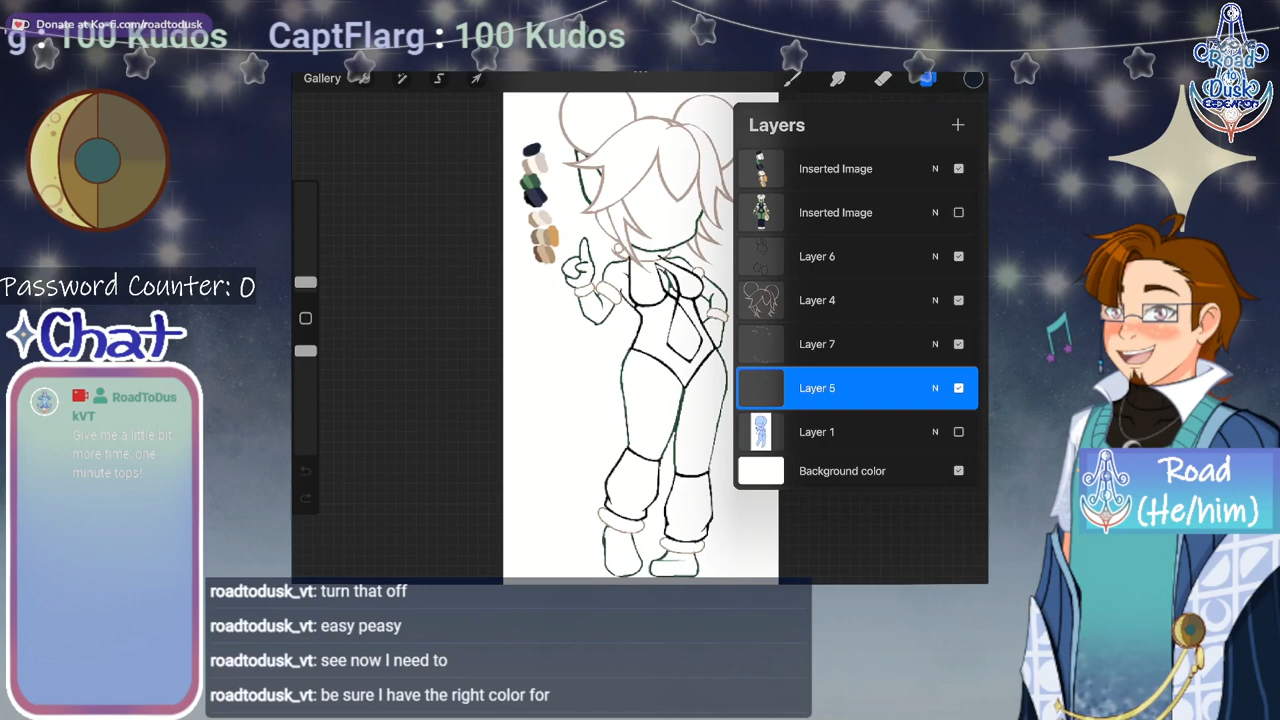 Donate at Ko-fi.com/roadtodusk
g : 100 Kudos CaptFlarg : 100 Kudos
Road
to
Dusk
Gallery
Layers
Inserted Image N
Inserted Image N
Layer 6 N
Layer 4 N
Layer 7 N
Layer 5 N
Layer 1 N
Background color
Password Counter: 0
Chat
RoadToDus
kVT
Give me a little bit
more time, one
minute tops!
Road
(He/him)
roadtodusk_vt: turn that off
roadtodusk_vt: easy peasy
roadtodusk_vt: see now I need to
roadtodusk_vt: be sure I have the right color for